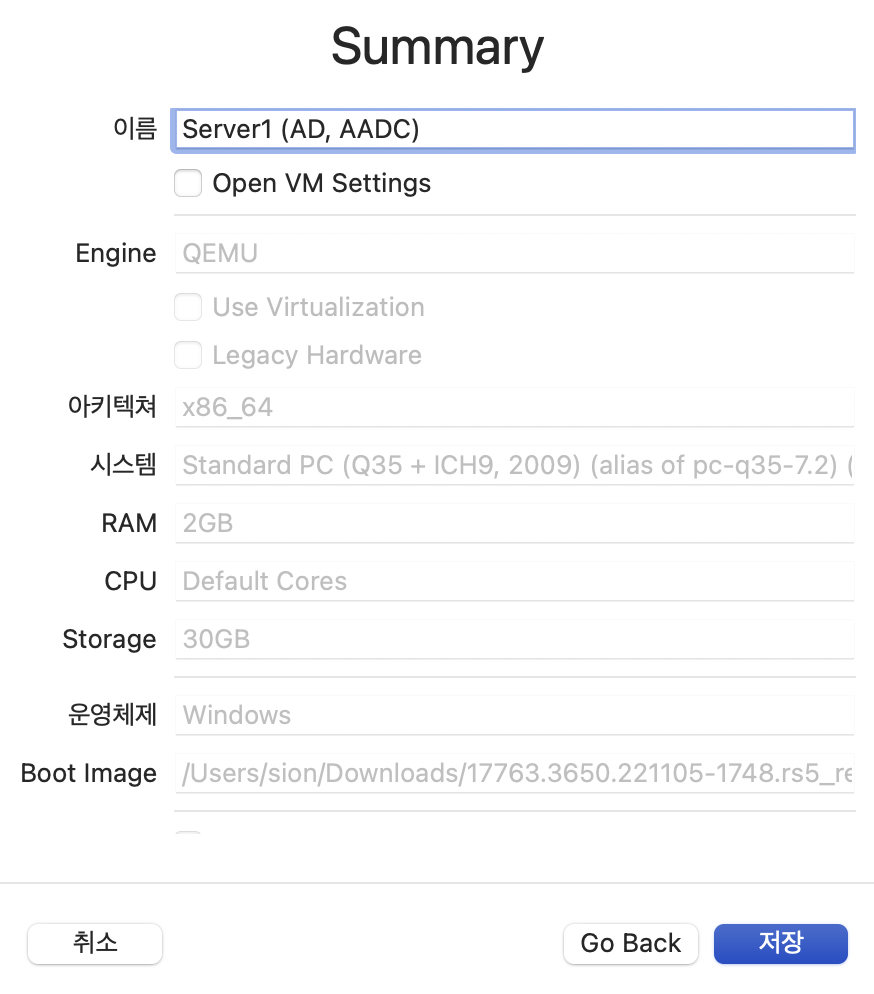 Summary
이름 Server1 (AD, AADC)
Open VM Settings
Engine QEMU
Use Virtualization
Legacy Hardware
아키텍쳐 x86_64
시스템 Standard PC (Q35 + ICH9, 2009) (alias of pc-q35-7.2) (
RAM 2GB
CPU Default Cores
Storage 30GB
운영체제 Windows
Boot Image /Users/sion/Downloads/17763.3650.221105-1748.rs5_re
취소 Go Back 저장